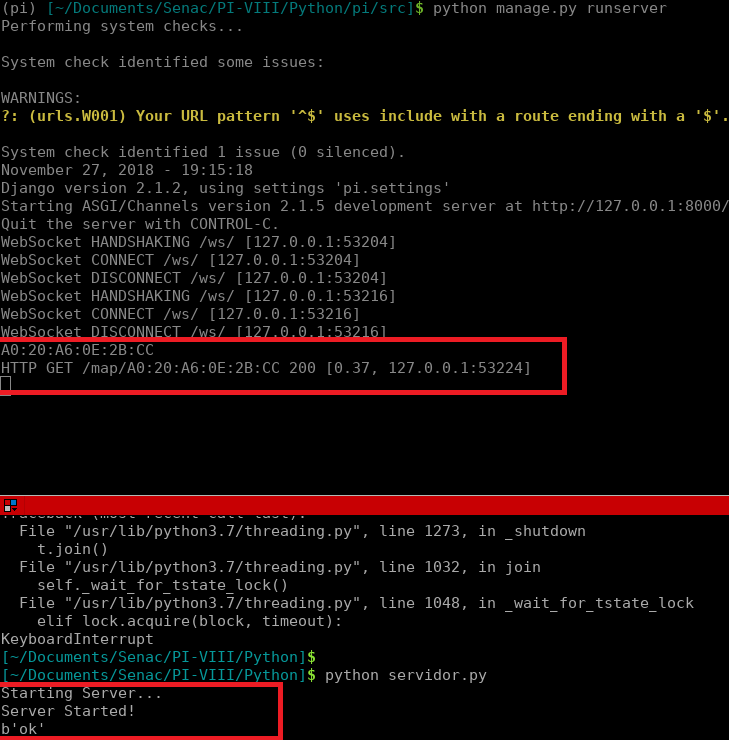 (pi) [~/Documents/Senac/PI-VIII/Python/pi/src]$ python manage.py runserver
Performing system checks...
System check identified some issues:
WARNINGS:
?: (urls.W001) Your URL pattern '^$' uses include with a route ending with a '$'.
System check identified 1 issue (0 silenced).
November 27, 2018 - 19:15:18
Django version 2.1.2, using settings 'pi.settings'
Starting ASGI/Channels version 2.1.5 development server at http://127.0.0.1:8000/
Quit the server with CONTROL-C.
WebSocket HANDSHAKING /ws/ [127.0.0.1:53204]
WebSocket CONNECT /ws/ [127.0.0.1:53204]
WebSocket DISCONNECT /ws/ [127.0.0.1:53204]
WebSocket HANDSHAKING /ws/ [127.0.0.1:53216]
WebSocket CONNECT /ws/ [127.0.0.1:53216]
WebSocket DISCONNECT /ws/ [127.0.0.1:53216]
A0:20:A6:0E:2B:CC
HTTP GET /map/A0:20:A6:0E:2B:CC 200 [0.37, 127.0.0.1:53224]
Traceback (most recent call last):
  File "/usr/lib/python3.7/threading.py", line 1273, in _shutdown
    t.join()
  File "/usr/lib/python3.7/threading.py", line 1032, in join
    self._wait_for_tstate_lock()
  File "/usr/lib/python3.7/threading.py", line 1048, in _wait_for_tstate_lock
    elif lock.acquire(block, timeout):
KeyboardInterrupt
[~/Documents/Senac/PI-VIII/Python]$
[~/Documents/Senac/PI-VIII/Python]$ python servidor.py
Starting Server...
Server Started!
b'ok'